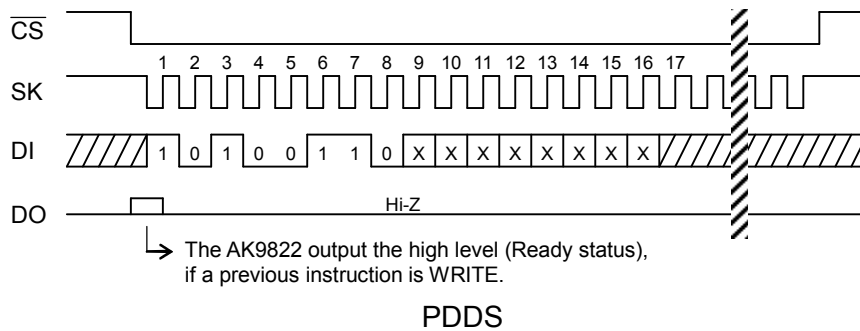 CS
1 2 3 4 5 6 7 8 9 10 11 12 13 14 15 16 17
SK
DI 1 0 1 0 0 1 1 0 X X X X X X X X
DO Hi-Z
The AK9822 output the high level (Ready status),
if a previous instruction is WRITE.
PDDS